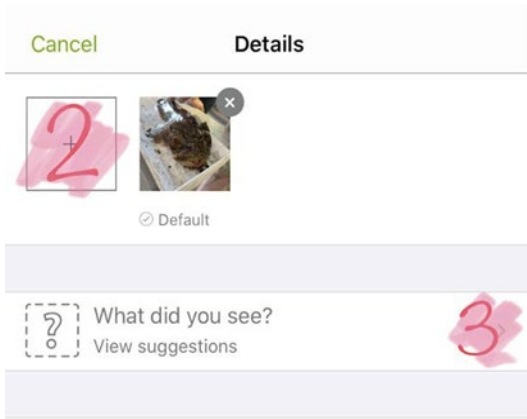 Cancel Details
2
Default
What did you see?
View suggestions
3